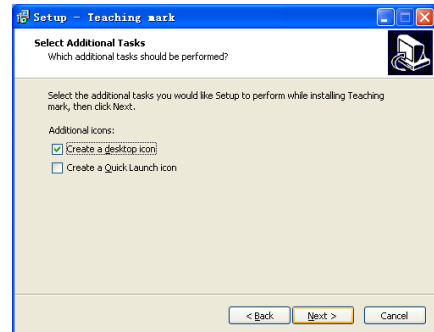 Setup - Teaching mark
Select Additional Tasks
Which additional tasks should be performed?
Select the additional tasks you would like Setup to perform while installing Teaching
mark, then click Next.
Additional icons:
Create a desktop icon
Create a Quick Launch icon
< Back Next > Cancel